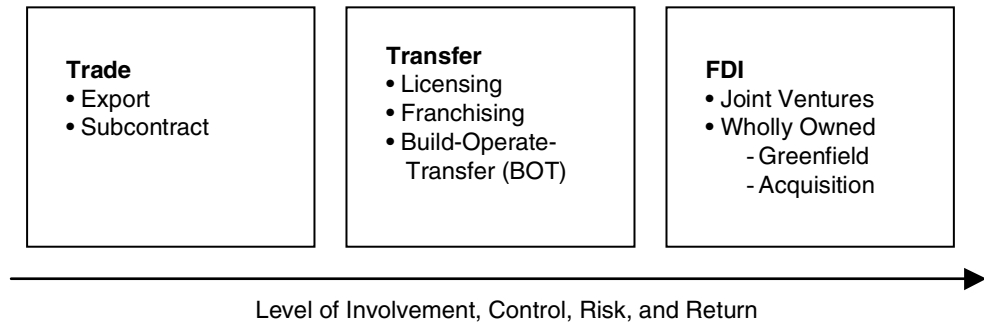 Trade
• Export
• Subcontract
Transfer
• Licensing
• Franchising
• Build-Operate-
Transfer (BOT)
FDI
• Joint Ventures
• Wholly Owned
- Greenfield
- Acquisition
Level of Involvement, Control, Risk, and Return